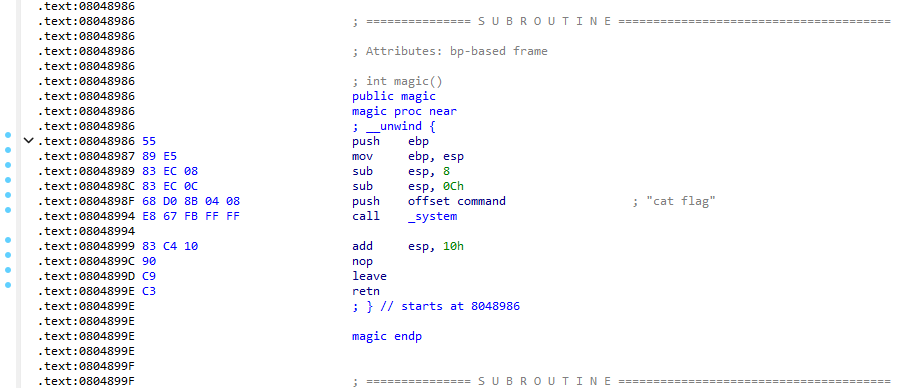 .text:08048986
.text:08048986 ; =============== S U B R O U T I N E =======================================
.text:08048986
.text:08048986 ; Attributes: bp-based frame
.text:08048986
.text:08048986 ; int magic()
.text:08048986 public magic
.text:08048986 magic proc near
.text:08048986 ; __unwind {
.text:08048986 55 push ebp
.text:08048987 89 E5 mov ebp, esp
.text:08048989 83 EC 08 sub esp, 8
.text:0804898C 83 EC 0C sub esp, 0Ch
.text:0804898F 68 D0 8B 04 08 push offset command ; "cat flag"
.text:08048994 E8 67 FB FF FF call _system
.text:08048994
.text:08048999 83 C4 10 add esp, 10h
.text:0804899C 90 nop
.text:0804899D C9 leave
.text:0804899E C3 retn
.text:0804899E ; } // starts at 8048986
.text:0804899E
.text:0804899E magic endp
.text:0804899E
.text:0804899F
.text:0804899F ; =============== S U B R O U T I N E =======================================